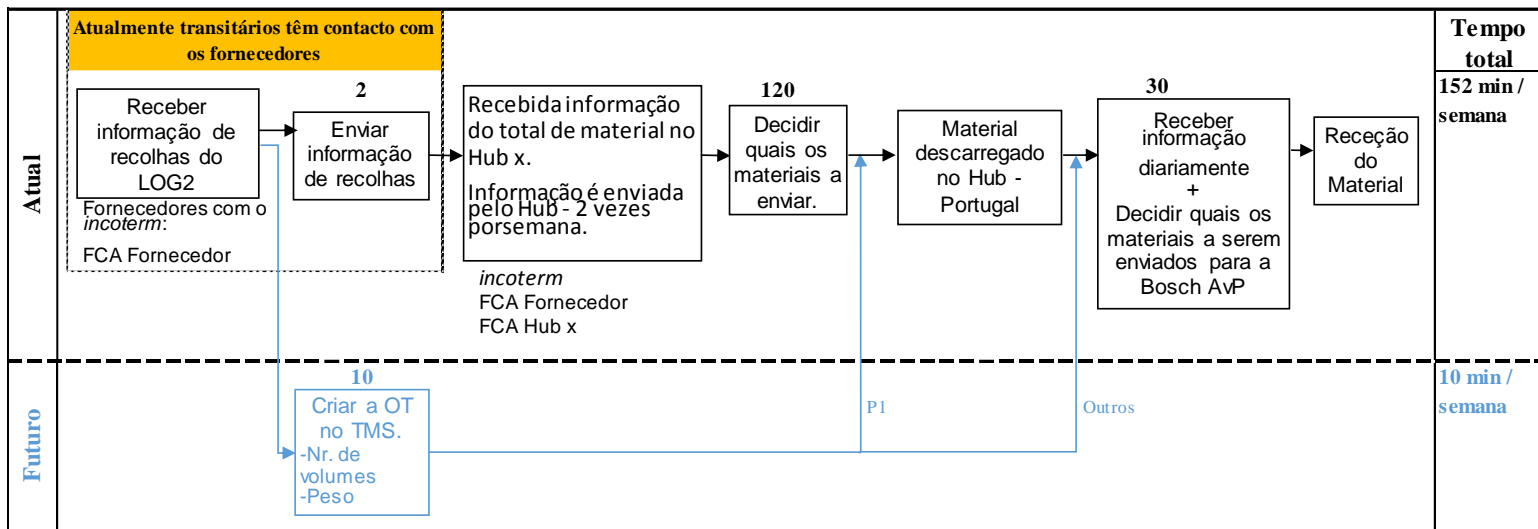 Atualmente transitários têm contacto com
os fornecedores
Tempo
total
Atual
Receber
informação de
recolhas do
LOG2
Fornecedores com o
incoterm:
FCA Fornecedor
2
Enviar
informação
de recolhas
Recebida informação
do total de material no
Hub x.
Informação é enviada
pelo Hub - 2 vezes
porsemana.
incoterm
FCA Fornecedor
FCA Hub x
120
Decidir
quais os
materiais a
enviar.
Material
descarregado
no Hub -
Portugal
30
Receber
informação
diariamente
+
Decidir quais os
materiais a serem
enviados para a
Bosch AvP
Receção
do
Material
152 min /
semana
Futuro
10
Criar a OT
no TMS.
-Nr. de
volumes
-Peso
P1
Outros
10 min /
semana